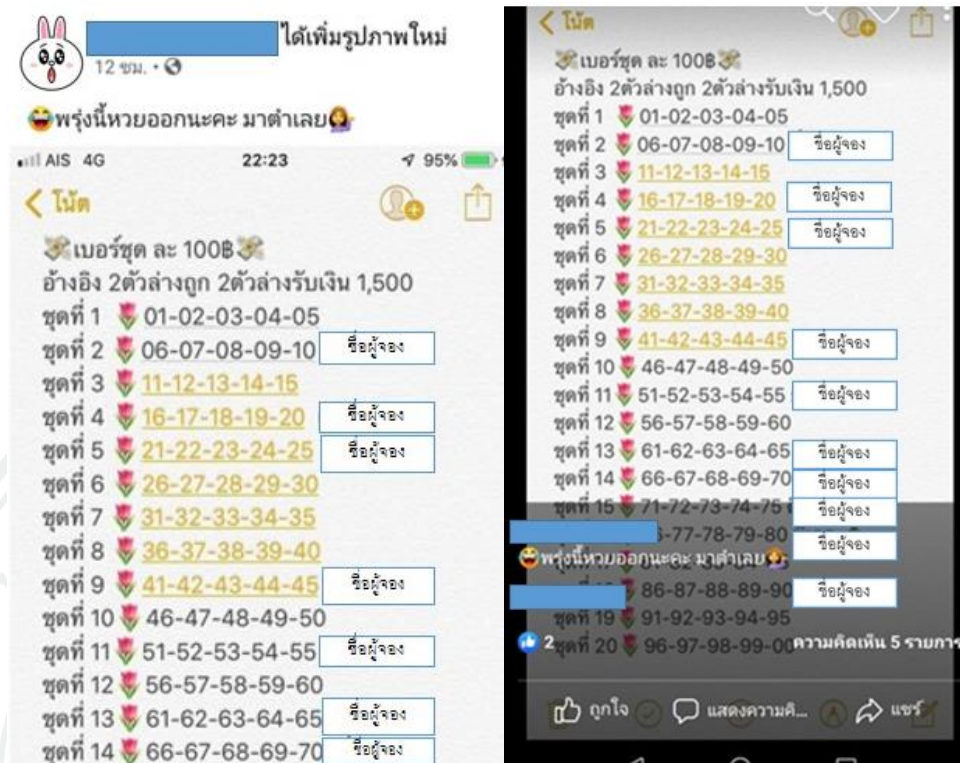 ได้เพิ่มรูปภาพใหม่
12 ชม.
😂พรุ่งนี้หวยออกนะคะ มาตำเลย💁‍♀️
AIS 4G 22:23 95%
โน้ต
💸เบอร์ชุด ละ 100฿💸
อ้างอิง 2ตัวล่างถูก 2ตัวล่างรับเงิน 1,500
ชุดที่ 1 🌷 01-02-03-04-05
ชุดที่ 2 🌷 06-07-08-09-10 ชื่อผู้จอง
ชุดที่ 3 🌷 11-12-13-14-15
ชุดที่ 4 🌷 16-17-18-19-20 ชื่อผู้จอง
ชุดที่ 5 🌷 21-22-23-24-25 ชื่อผู้จอง
ชุดที่ 6 🌷 26-27-28-29-30
ชุดที่ 7 🌷 31-32-33-34-35
ชุดที่ 8 🌷 36-37-38-39-40
ชุดที่ 9 🌷 41-42-43-44-45 ชื่อผู้จอง
ชุดที่ 10 🌷 46-47-48-49-50
ชุดที่ 11 🌷 51-52-53-54-55 ชื่อผู้จอง
ชุดที่ 12 🌷 56-57-58-59-60
ชุดที่ 13 🌷 61-62-63-64-65 ชื่อผู้จอง
ชุดที่ 14 🌷 66-67-68-69-70 ชื่อผู้จอง
โน้ต
💸เบอร์ชุด ละ 100฿💸
อ้างอิง 2ตัวล่างถูก 2ตัวล่างรับเงิน 1,500
ชุดที่ 1 🌷 01-02-03-04-05
ชุดที่ 2 🌷 06-07-08-09-10 ชื่อผู้จอง
ชุดที่ 3 🌷 11-12-13-14-15
ชุดที่ 4 🌷 16-17-18-19-20 ชื่อผู้จอง
ชุดที่ 5 🌷 21-22-23-24-25 ชื่อผู้จอง
ชุดที่ 6 🌷 26-27-28-29-30
ชุดที่ 7 🌷 31-32-33-34-35
ชุดที่ 8 🌷 36-37-38-39-40
ชุดที่ 9 🌷 41-42-43-44-45 ชื่อผู้จอง
ชุดที่ 10 🌷 46-47-48-49-50
ชุดที่ 11 🌷 51-52-53-54-55 ชื่อผู้จอง
ชุดที่ 12 🌷 56-57-58-59-60
ชุดที่ 13 🌷 61-62-63-64-65 ชื่อผู้จอง
ชุดที่ 14 🌷 66-67-68-69-70 ชื่อผู้จอง
ชุดที่ 15 🌷 71-72-73-74-75 ชื่อผู้จอง
-77-78-79-80 ชื่อผู้จอง
😂พรุ่งนี้หวยออกนะคะ มาตำเลย💁‍♀️
86-87-88-89-90 ชื่อผู้จอง
ชุดที่ 19 🌷 91-92-93-94-95
ชุดที่ 20 🌷 96-97-98-99-00
2 ความคิดเห็น 5 รายการ
ถูกใจ แสดงความคิ... แชร์